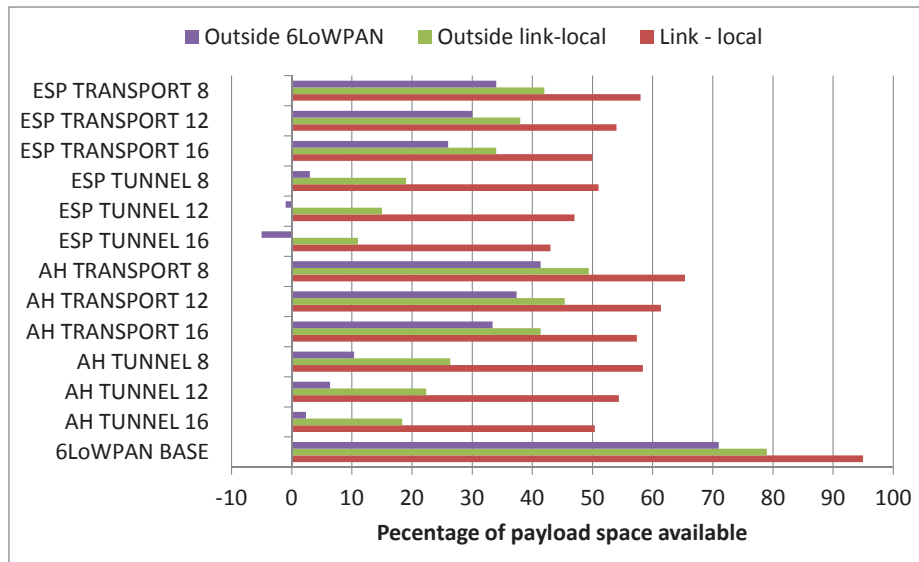 Outside 6LoWPAN Outside link-local Link - local
ESP TRANSPORT 8
ESP TRANSPORT 12
ESP TRANSPORT 16
ESP TUNNEL 8
ESP TUNNEL 12
ESP TUNNEL 16
AH TRANSPORT 8
AH TRANSPORT 12
AH TRANSPORT 16
AH TUNNEL 8
AH TUNNEL 12
AH TUNNEL 16
6LoWPAN BASE
-10 0 10 20 30 40 50 60 70 80 90 100
Pecentage of payload space available